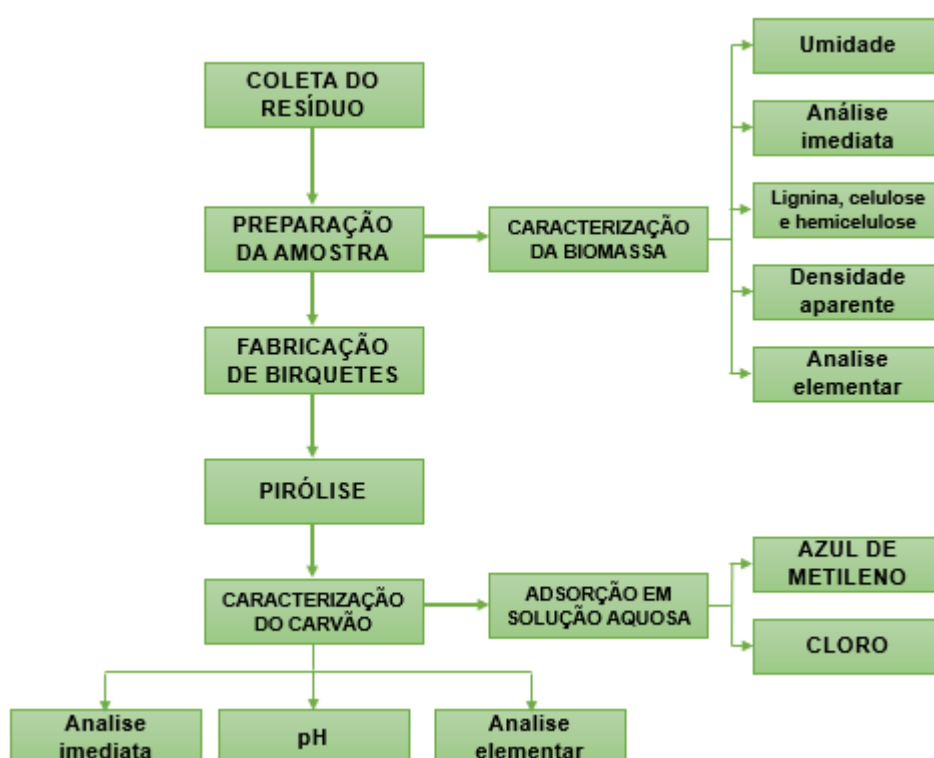 COLETA DO
RESÍDUO
PREPARAÇÃO
DA AMOSTRA
CARACTERIZAÇÃO
DA BIOMASSA
Umidade
Análise
imediata
Lignina, celulose
e hemicelulose
Densidade
aparente
Analise
elementar
FABRICAÇÃO
DE BIRQUETES
PIRÓLISE
CARACTERIZAÇÃO
DO CARVÃO
ADSORÇÃO EM
SOLUÇÃO AQUOSA
AZUL DE
METILENO
CLORO
Analise
imediata
pH
Analise
elementar